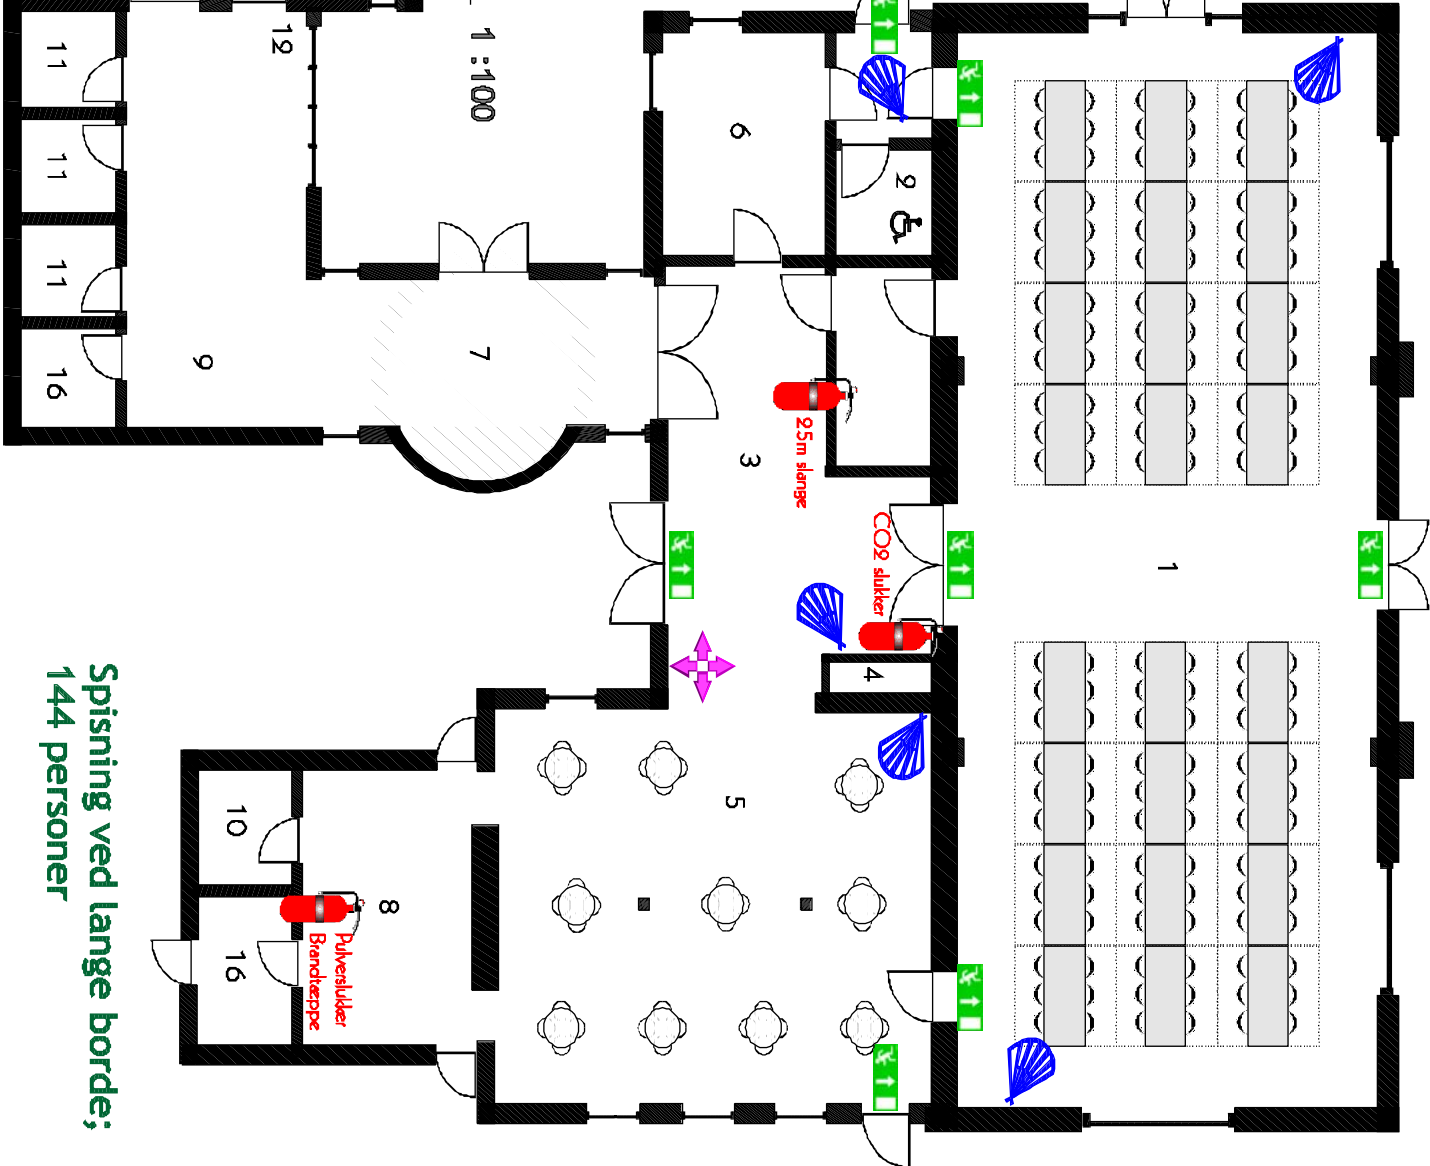 Spisning ved lange borde;
144 personer
1 :100
12
11
11
11
16
9
7
6
2
3
25m slange
CO2 slukker
4
1
5
10
8
16
Pulverslukker
Brandtæppe